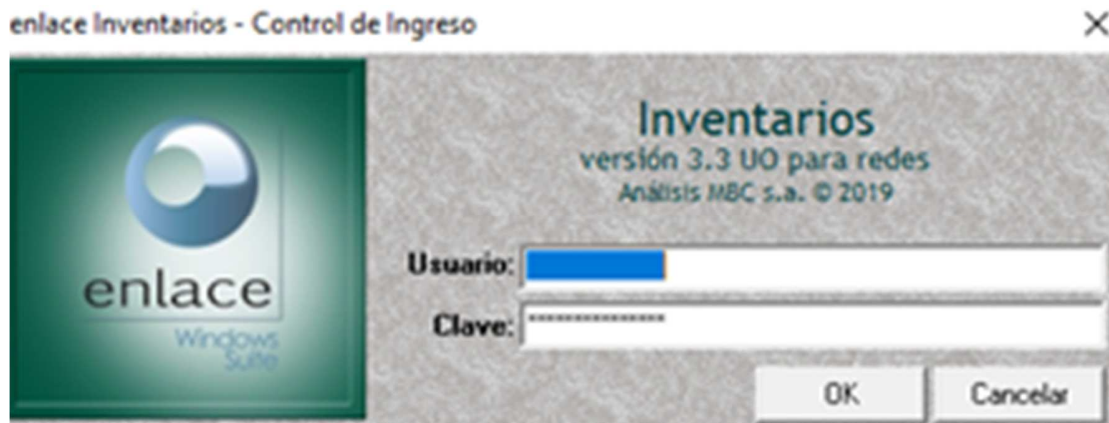 enlace Inventarios - Control de Ingreso
enlace
Windows
Suite
Inventarios
versión 3.3 UO para redes
Análisis MBC s.a. © 2019
Usuario:
Clave: ***************
OK
Cancelar